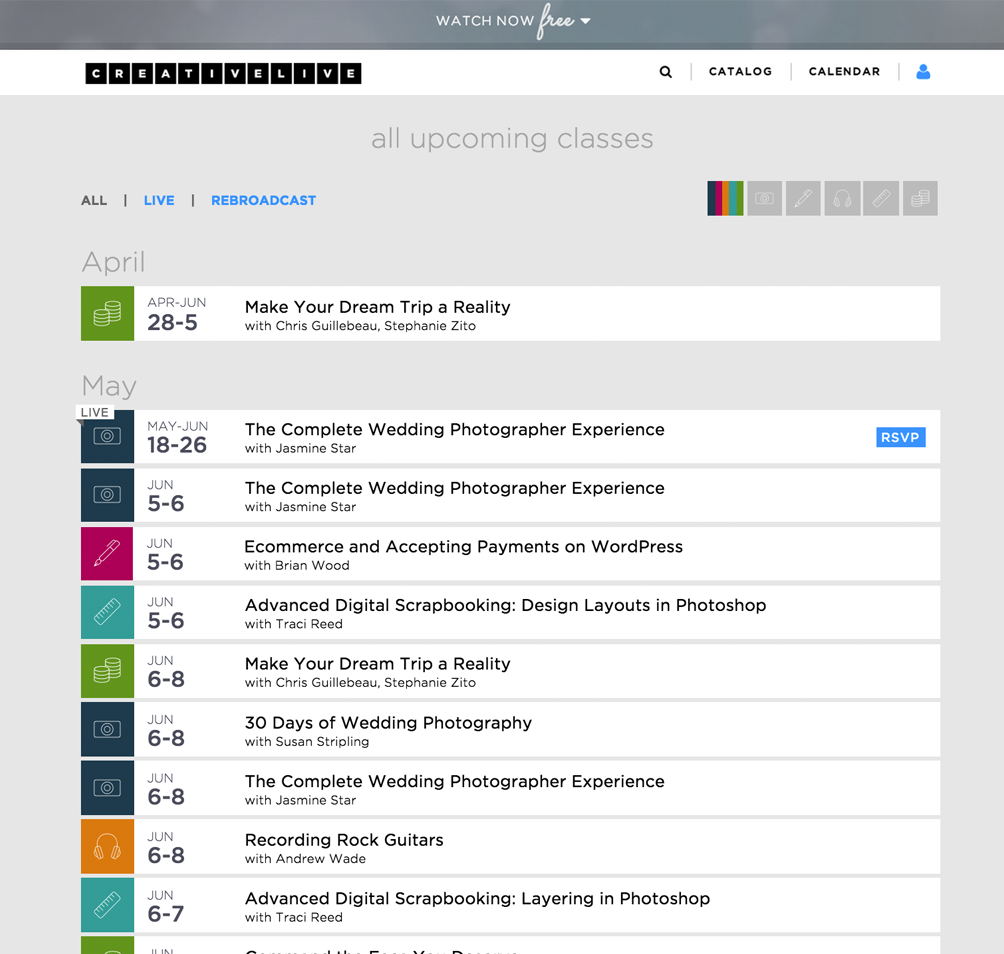 WATCH NOW free
CREATIVELIVE
CATALOG
CALENDAR
all upcoming classes
ALL | LIVE | REBROADCAST
April
APR-JUN
28-5
Make Your Dream Trip a Reality
with Chris Guillebeau, Stephanie Zito
May
LIVE
MAY-JUN
18-26
The Complete Wedding Photographer Experience
with Jasmine Star
RSVP
JUN
5-6
The Complete Wedding Photographer Experience
with Jasmine Star
JUN
5-6
Ecommerce and Accepting Payments on WordPress
with Brian Wood
JUN
5-6
Advanced Digital Scrapbooking: Design Layouts in Photoshop
with Traci Reed
JUN
6-8
Make Your Dream Trip a Reality
with Chris Guillebeau, Stephanie Zito
JUN
6-8
30 Days of Wedding Photography
with Susan Stripling
JUN
6-8
The Complete Wedding Photographer Experience
with Jasmine Star
JUN
6-8
Recording Rock Guitars
with Andrew Wade
JUN
6-7
Advanced Digital Scrapbooking: Layering in Photoshop
with Traci Reed
JUN